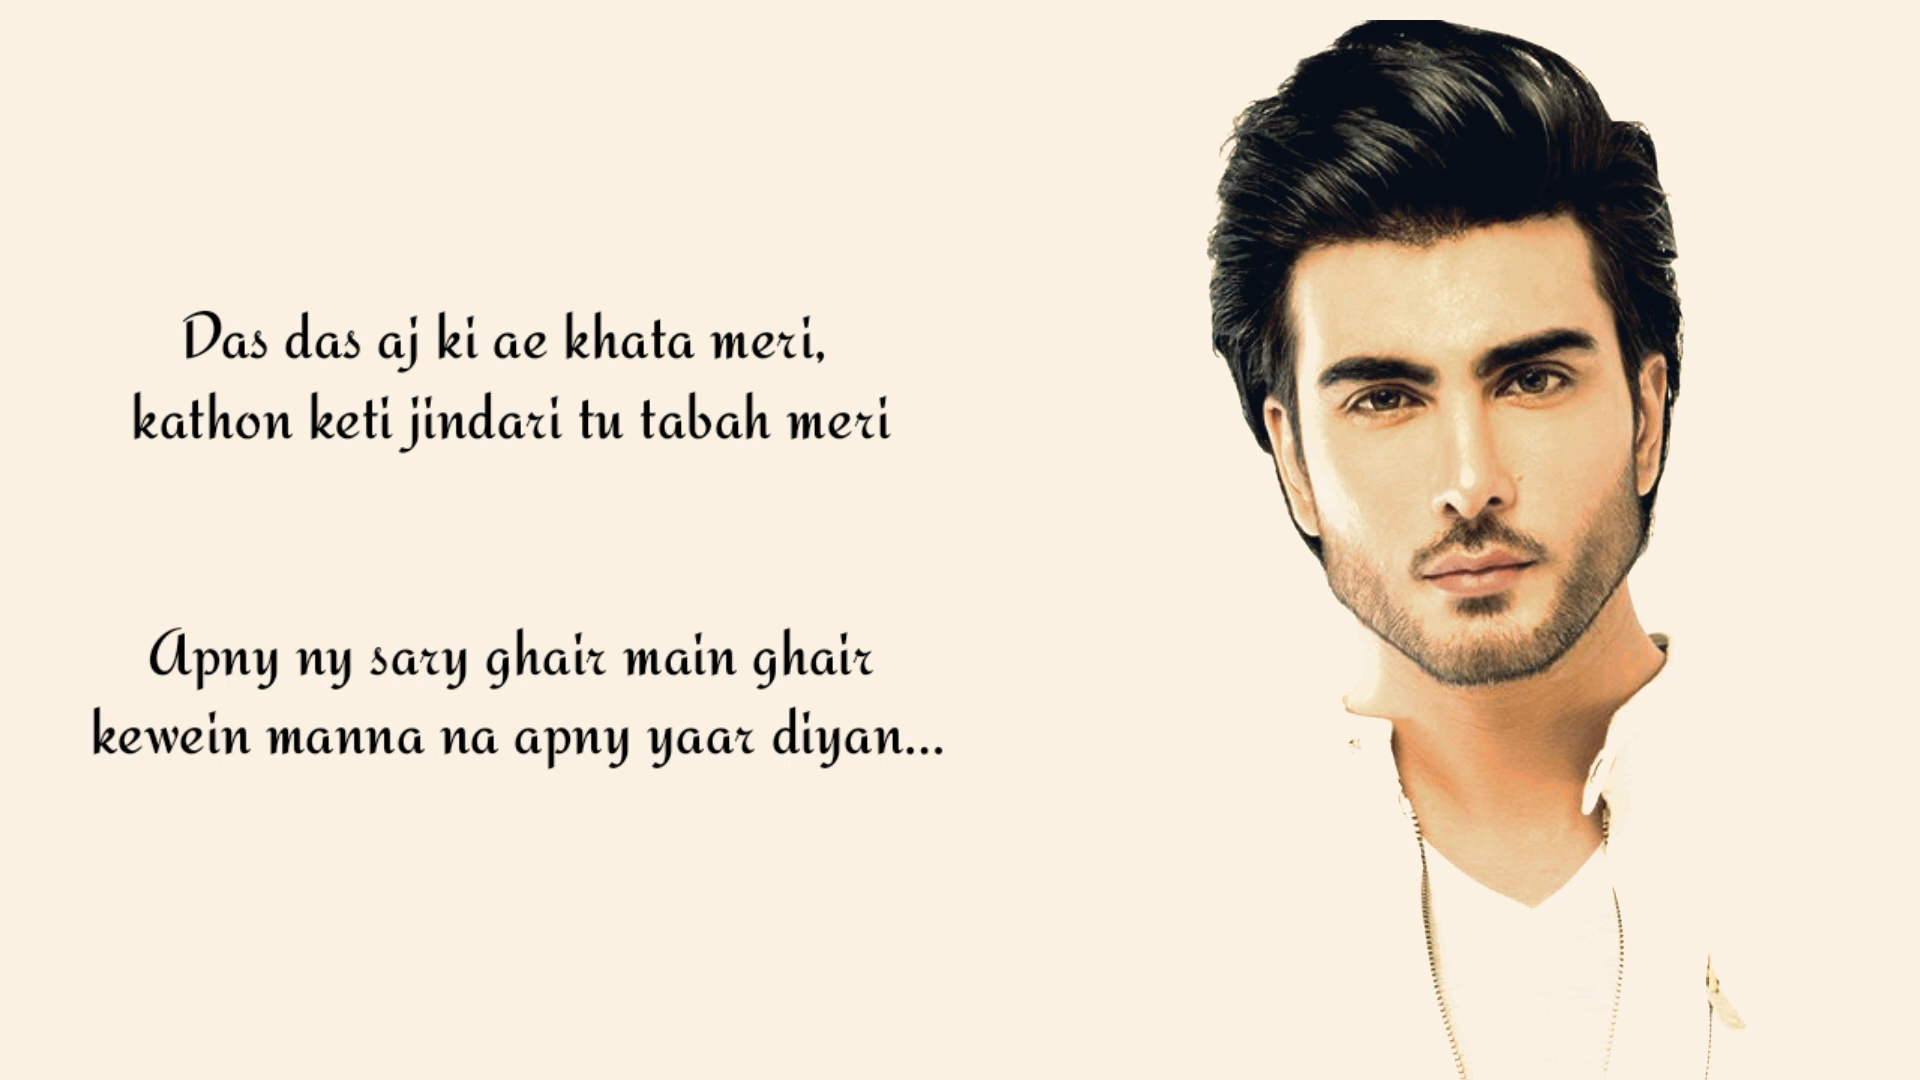 Das das aj ki ae khata meri,
kathon keti jindari tu tabah meri
Apny ny sary ghair main ghair
kewein manna na apny yaar diyan...